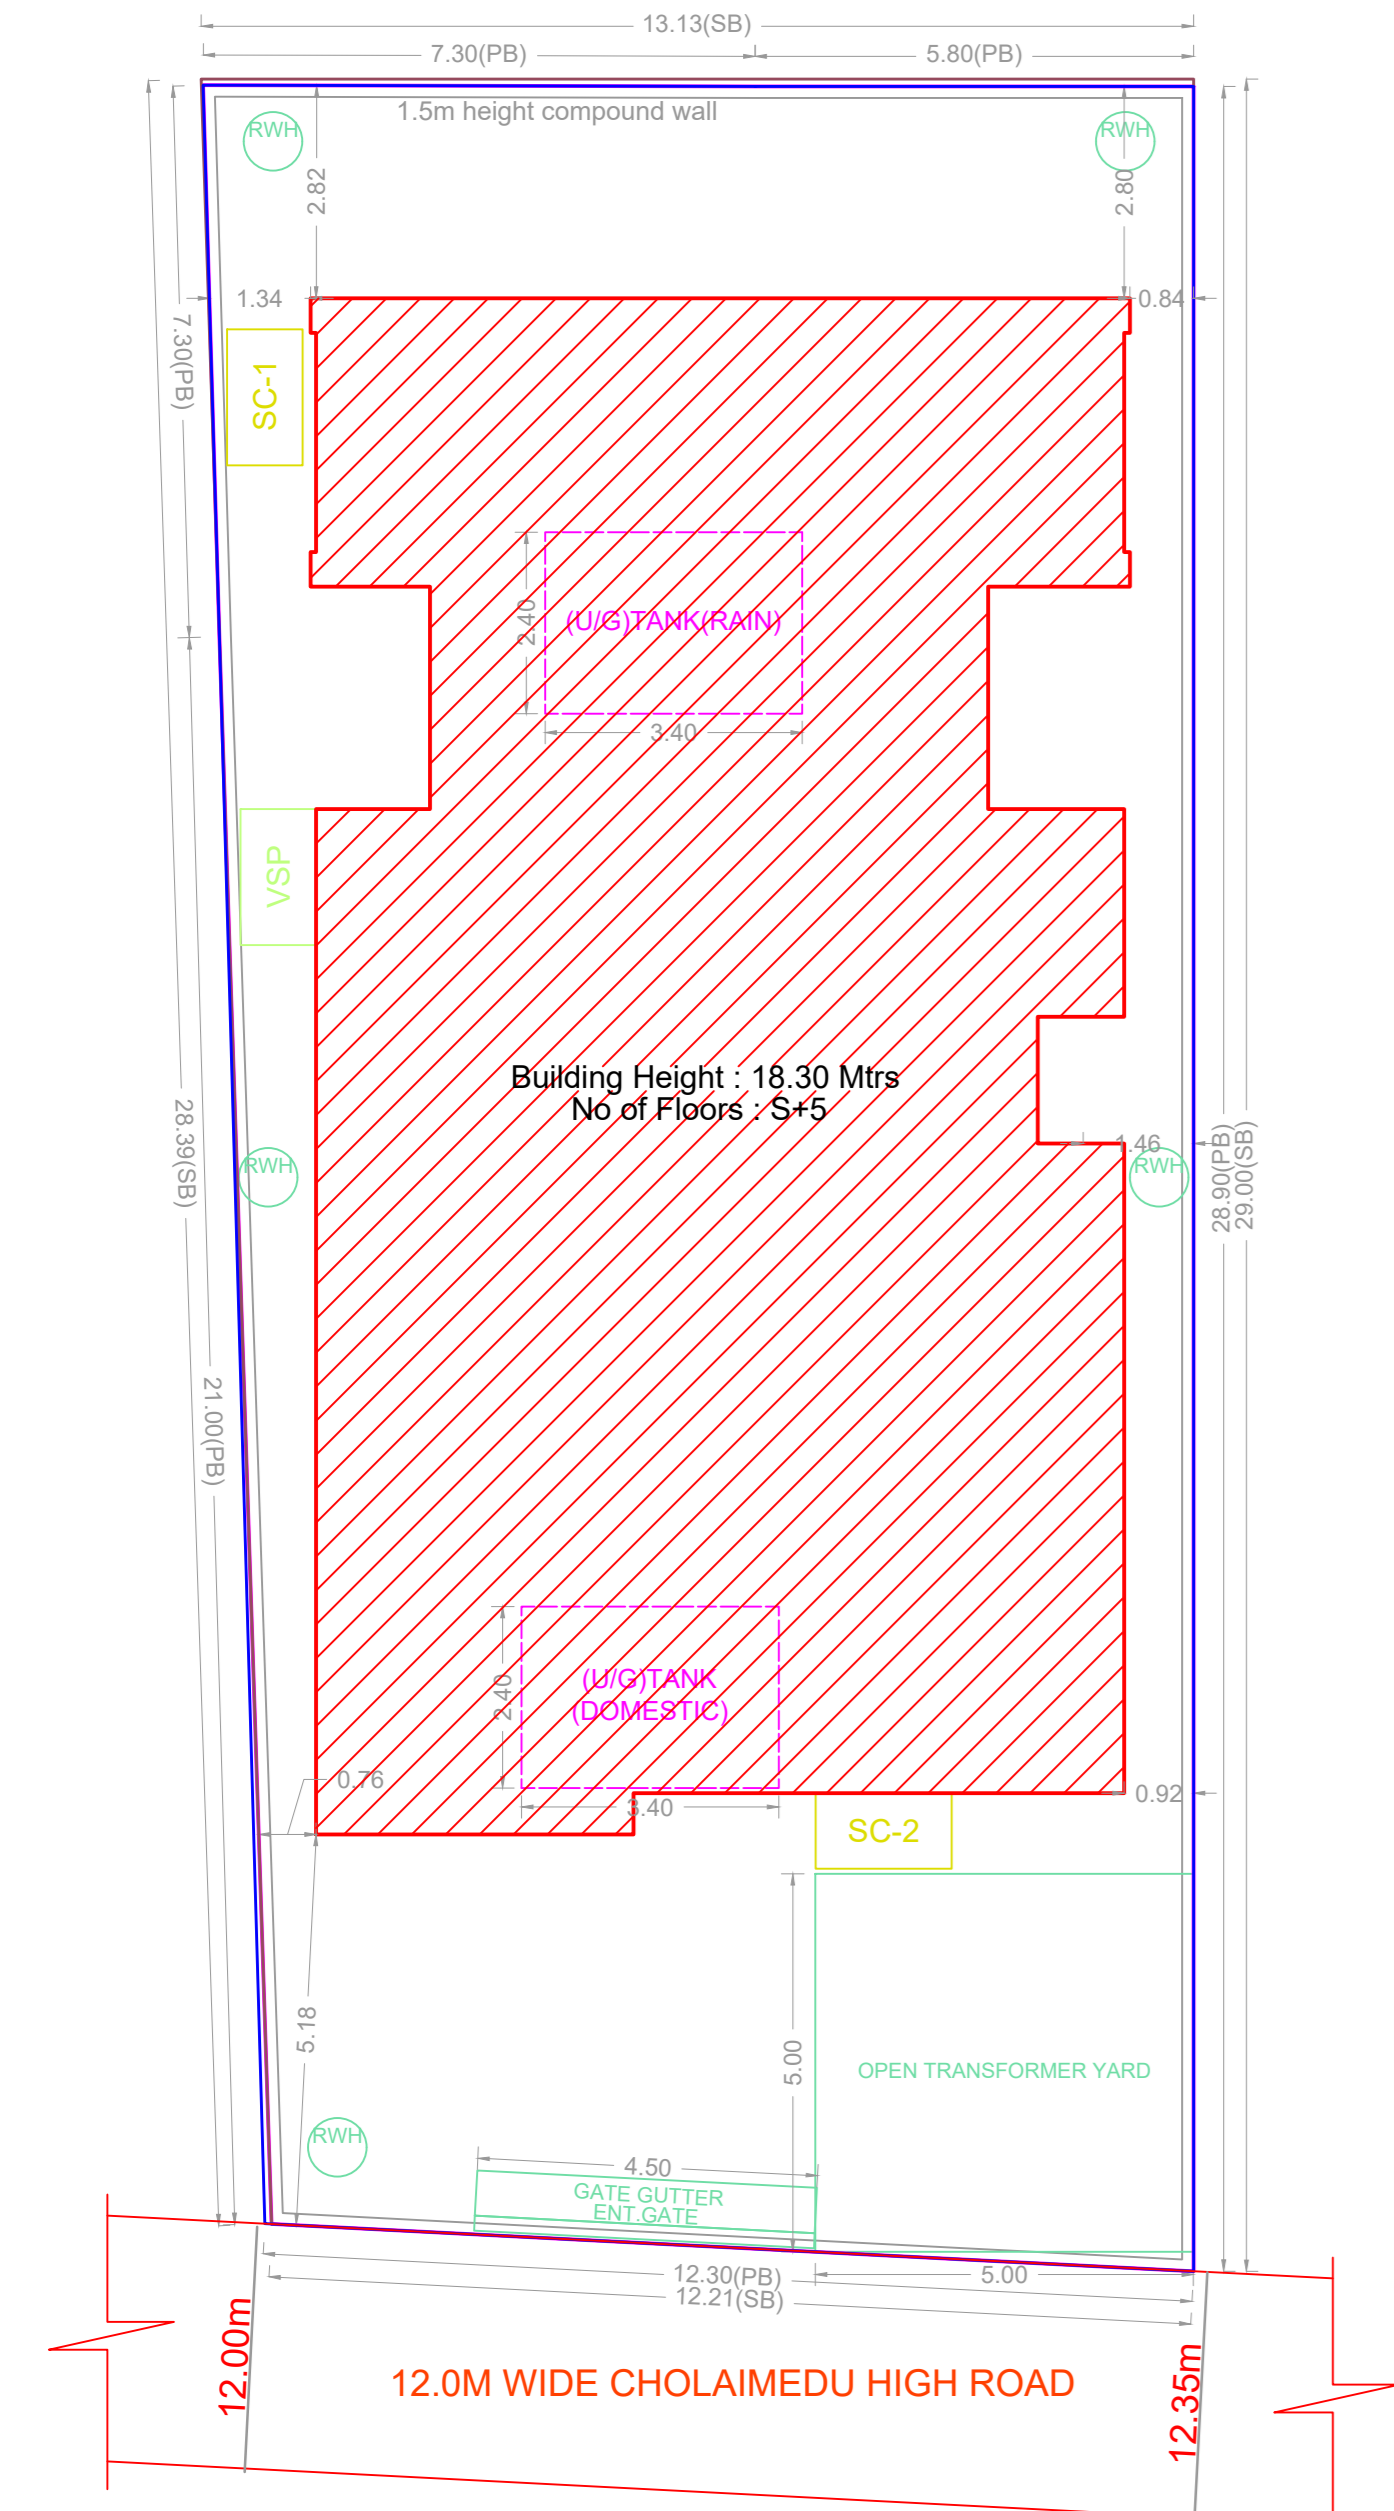 13.13(SB)
7.30(PB)
5.80(PB)
1.5m height compound wall
RWH
RWH
2.82
2.80
1.34
0.84
7.30(PB)
SC-1
2.40
(U/G)TANK(RAIN)
3.40
VSP
Building Height : 18.30 Mtrs
No of Floors : S+5
28.39(SB)
1.46
28.90(PB)
29.00(SB)
RWH
RWH
21.00(PB)
2.40
(U/G)TANK
(DOMESTIC)
0.76
3.40
0.92
SC-2
5.18
5.00
OPEN TRANSFORMER YARD
RWH
4.50
GATE GUTTER
ENT.GATE
12.30(PB)
5.00
12.21(SB)
12.00m
12.0M WIDE CHOLAIMEDU HIGH ROAD
12.35m